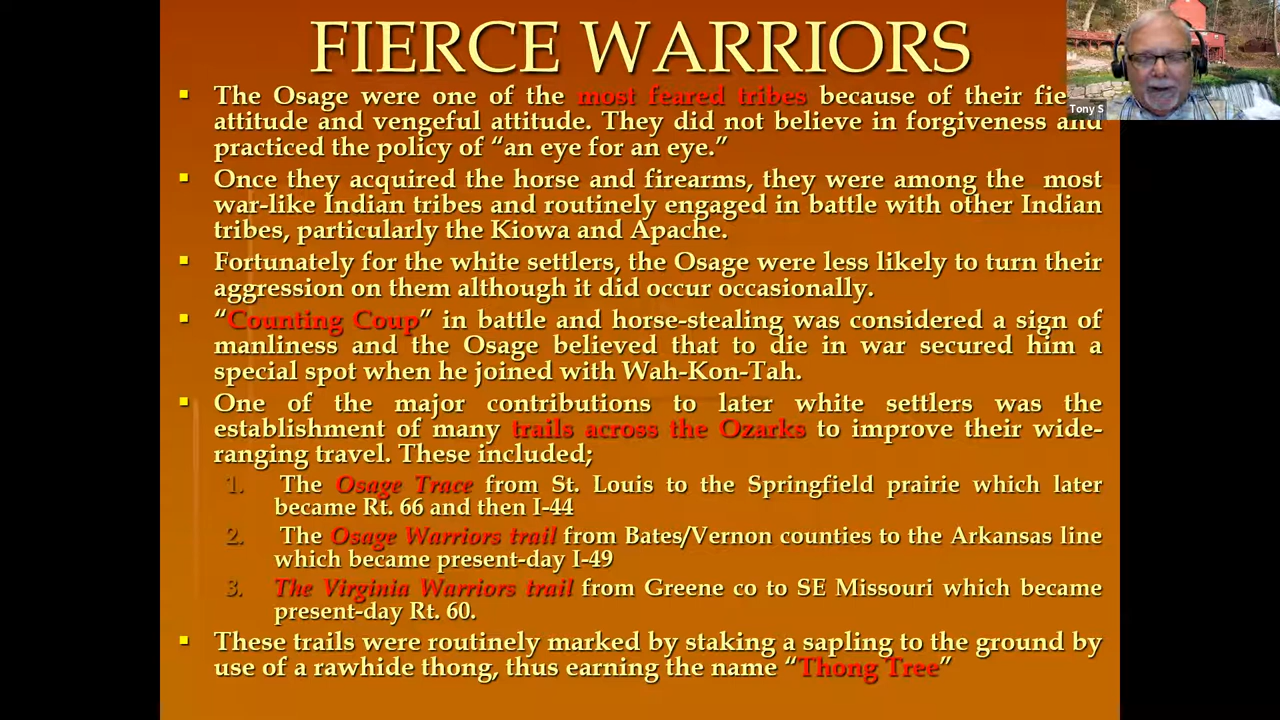 FIERCE WARRIORS
Tony S
▪ The Osage were one of the most feared tribes because of their
attitude and vengeful attitude. They did not believe in forgiveness and
practiced the policy of “an eye for an eye.”
▪ Once they acquired the horse and firearms, they were among the most
war-like Indian tribes and routinely engaged in battle with other Indian
tribes, particularly the Kiowa and Apache.
▪ Fortunately for the white settlers, the Osage were less likely to turn their
aggression on them although it did occur occasionally.
▪ “Counting Coup” in battle and horse-stealing was considered a sign of
manliness and the Osage believed that to die in war secured him a
special spot when he joined with Wah-Kon-Tah.
▪ One of the major contributions to later white settlers was the
establishment of many trails across the Ozarks to improve their wide-
ranging travel. These included;
1. The Osage Trace from St. Louis to the Springfield prairie which later
became Rt. 66 and then I-44
2. The Osage Warriors trail from Bates/Vernon counties to the Arkansas line
which became present-day I-49
3. The Virginia Warriors trail from Greene co to SE Missouri which became
present-day Rt. 60.
▪ These trails were routinely marked by staking a sapling to the ground by
use of a rawhide thong, thus earning the name “Thong Tree”